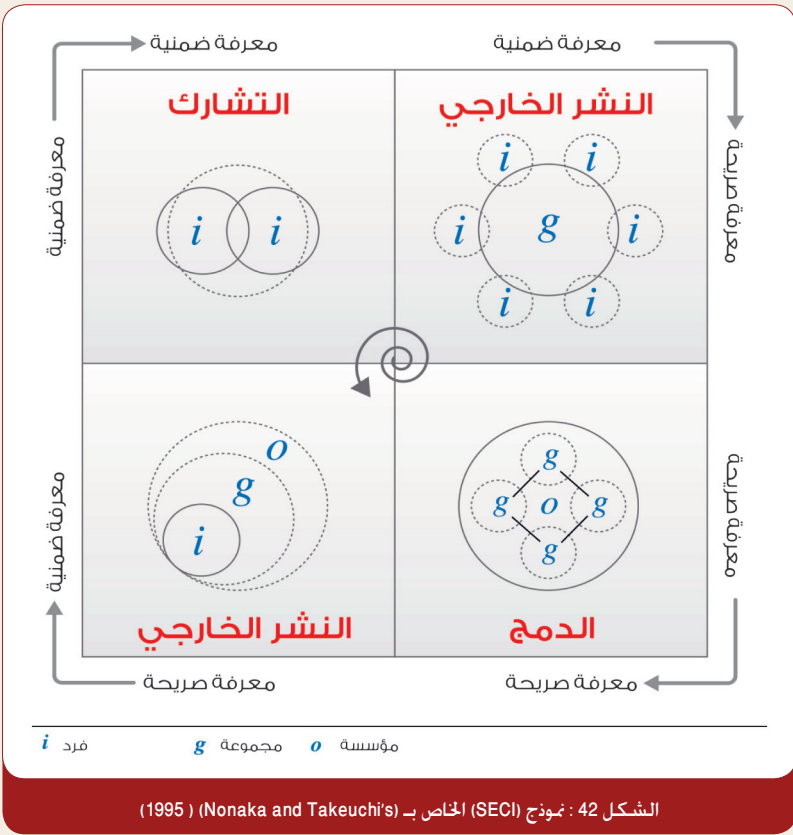 معرفة ضمنية
معرفة ضمنية
معرفة ضمنية
معرفة صريحة
النشر الخارجي
التشارك
i i
i
g
i
i i
i i
o
g
i
g
g o g
g
معرفة ضمنية
معرفة صريحة
الدمج
النشر الخارجي
معرفة صريحة
معرفة صريحة
i فرد g مجموعة o مؤسسة
الشكل 42 : نموذج (SECI) الخاص بـ (Nonaka and Takeuchi's) ( 1995)